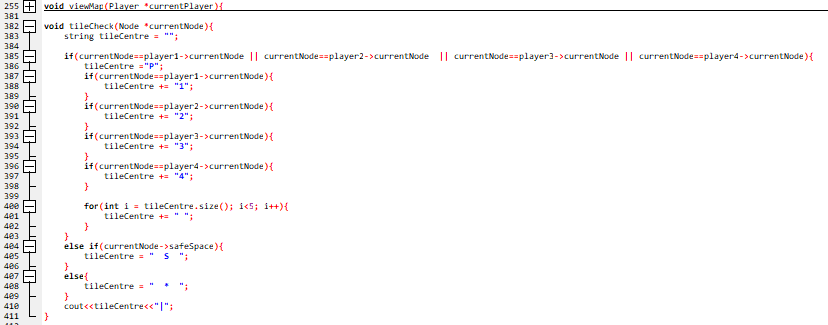 255 void viewMap(Player *currentPlayer){
381
382 void tileCheck(Node *currentNode){
383 string tileCentre = "";
384
385 if(currentNode==player1->currentNode || currentNode==player2->currentNode || currentNode==player3->currentNode || currentNode==player4->currentNode){
386 tileCentre ="P";
387 if(currentNode==player1->currentNode){
388 tileCentre += "1";
389 }
390 if(currentNode==player2->currentNode){
391 tileCentre += "2";
392 }
393 if(currentNode==player3->currentNode){
394 tileCentre += "3";
395 }
396 if(currentNode==player4->currentNode){
397 tileCentre += "4";
398 }
399
400 for(int i = tileCentre.size(); i<5; i++){
401 tileCentre += " ";
402 }
403 }
404 else if(currentNode->safeSpace){
405 tileCentre = "  S  ";
406 }
407 else{
408 tileCentre = "  *  ";
409 }
410 cout<<tileCentre<<"|";
411 }